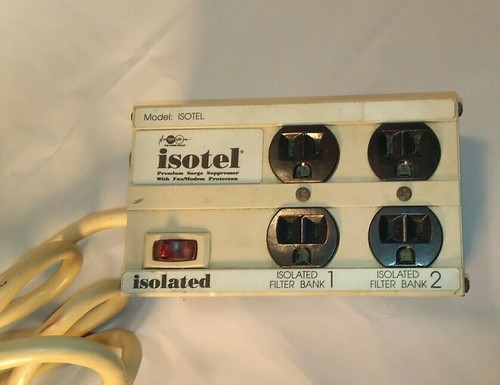 Model: ISOTEL
isotel®
Premium Surge Suppressor
With Fax/Modem Protection
isolated
ISOLATED
FILTER BANK 1
ISOLATED
FILTER BANK 2